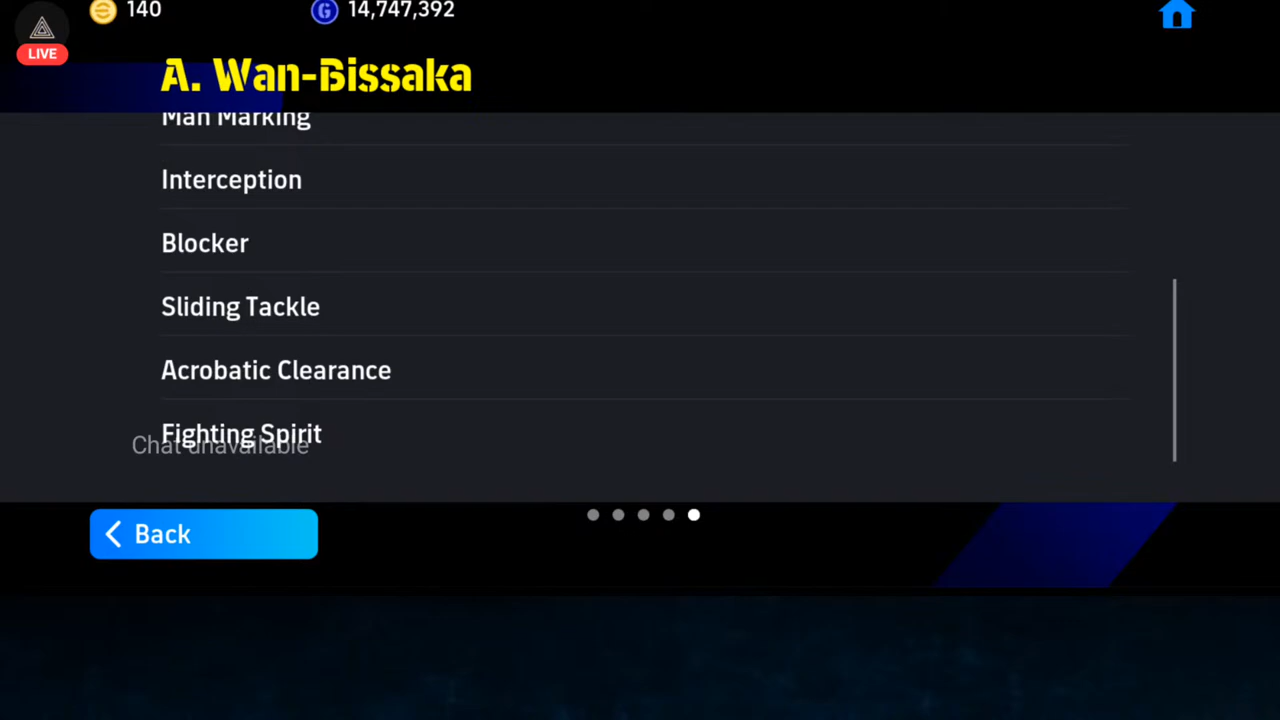 140
14,747,392
LIVE
A. Wan-Bissaka
Man Marking
Interception
Blocker
Sliding Tackle
Acrobatic Clearance
Fighting Spirit
Chat unavailable
Back